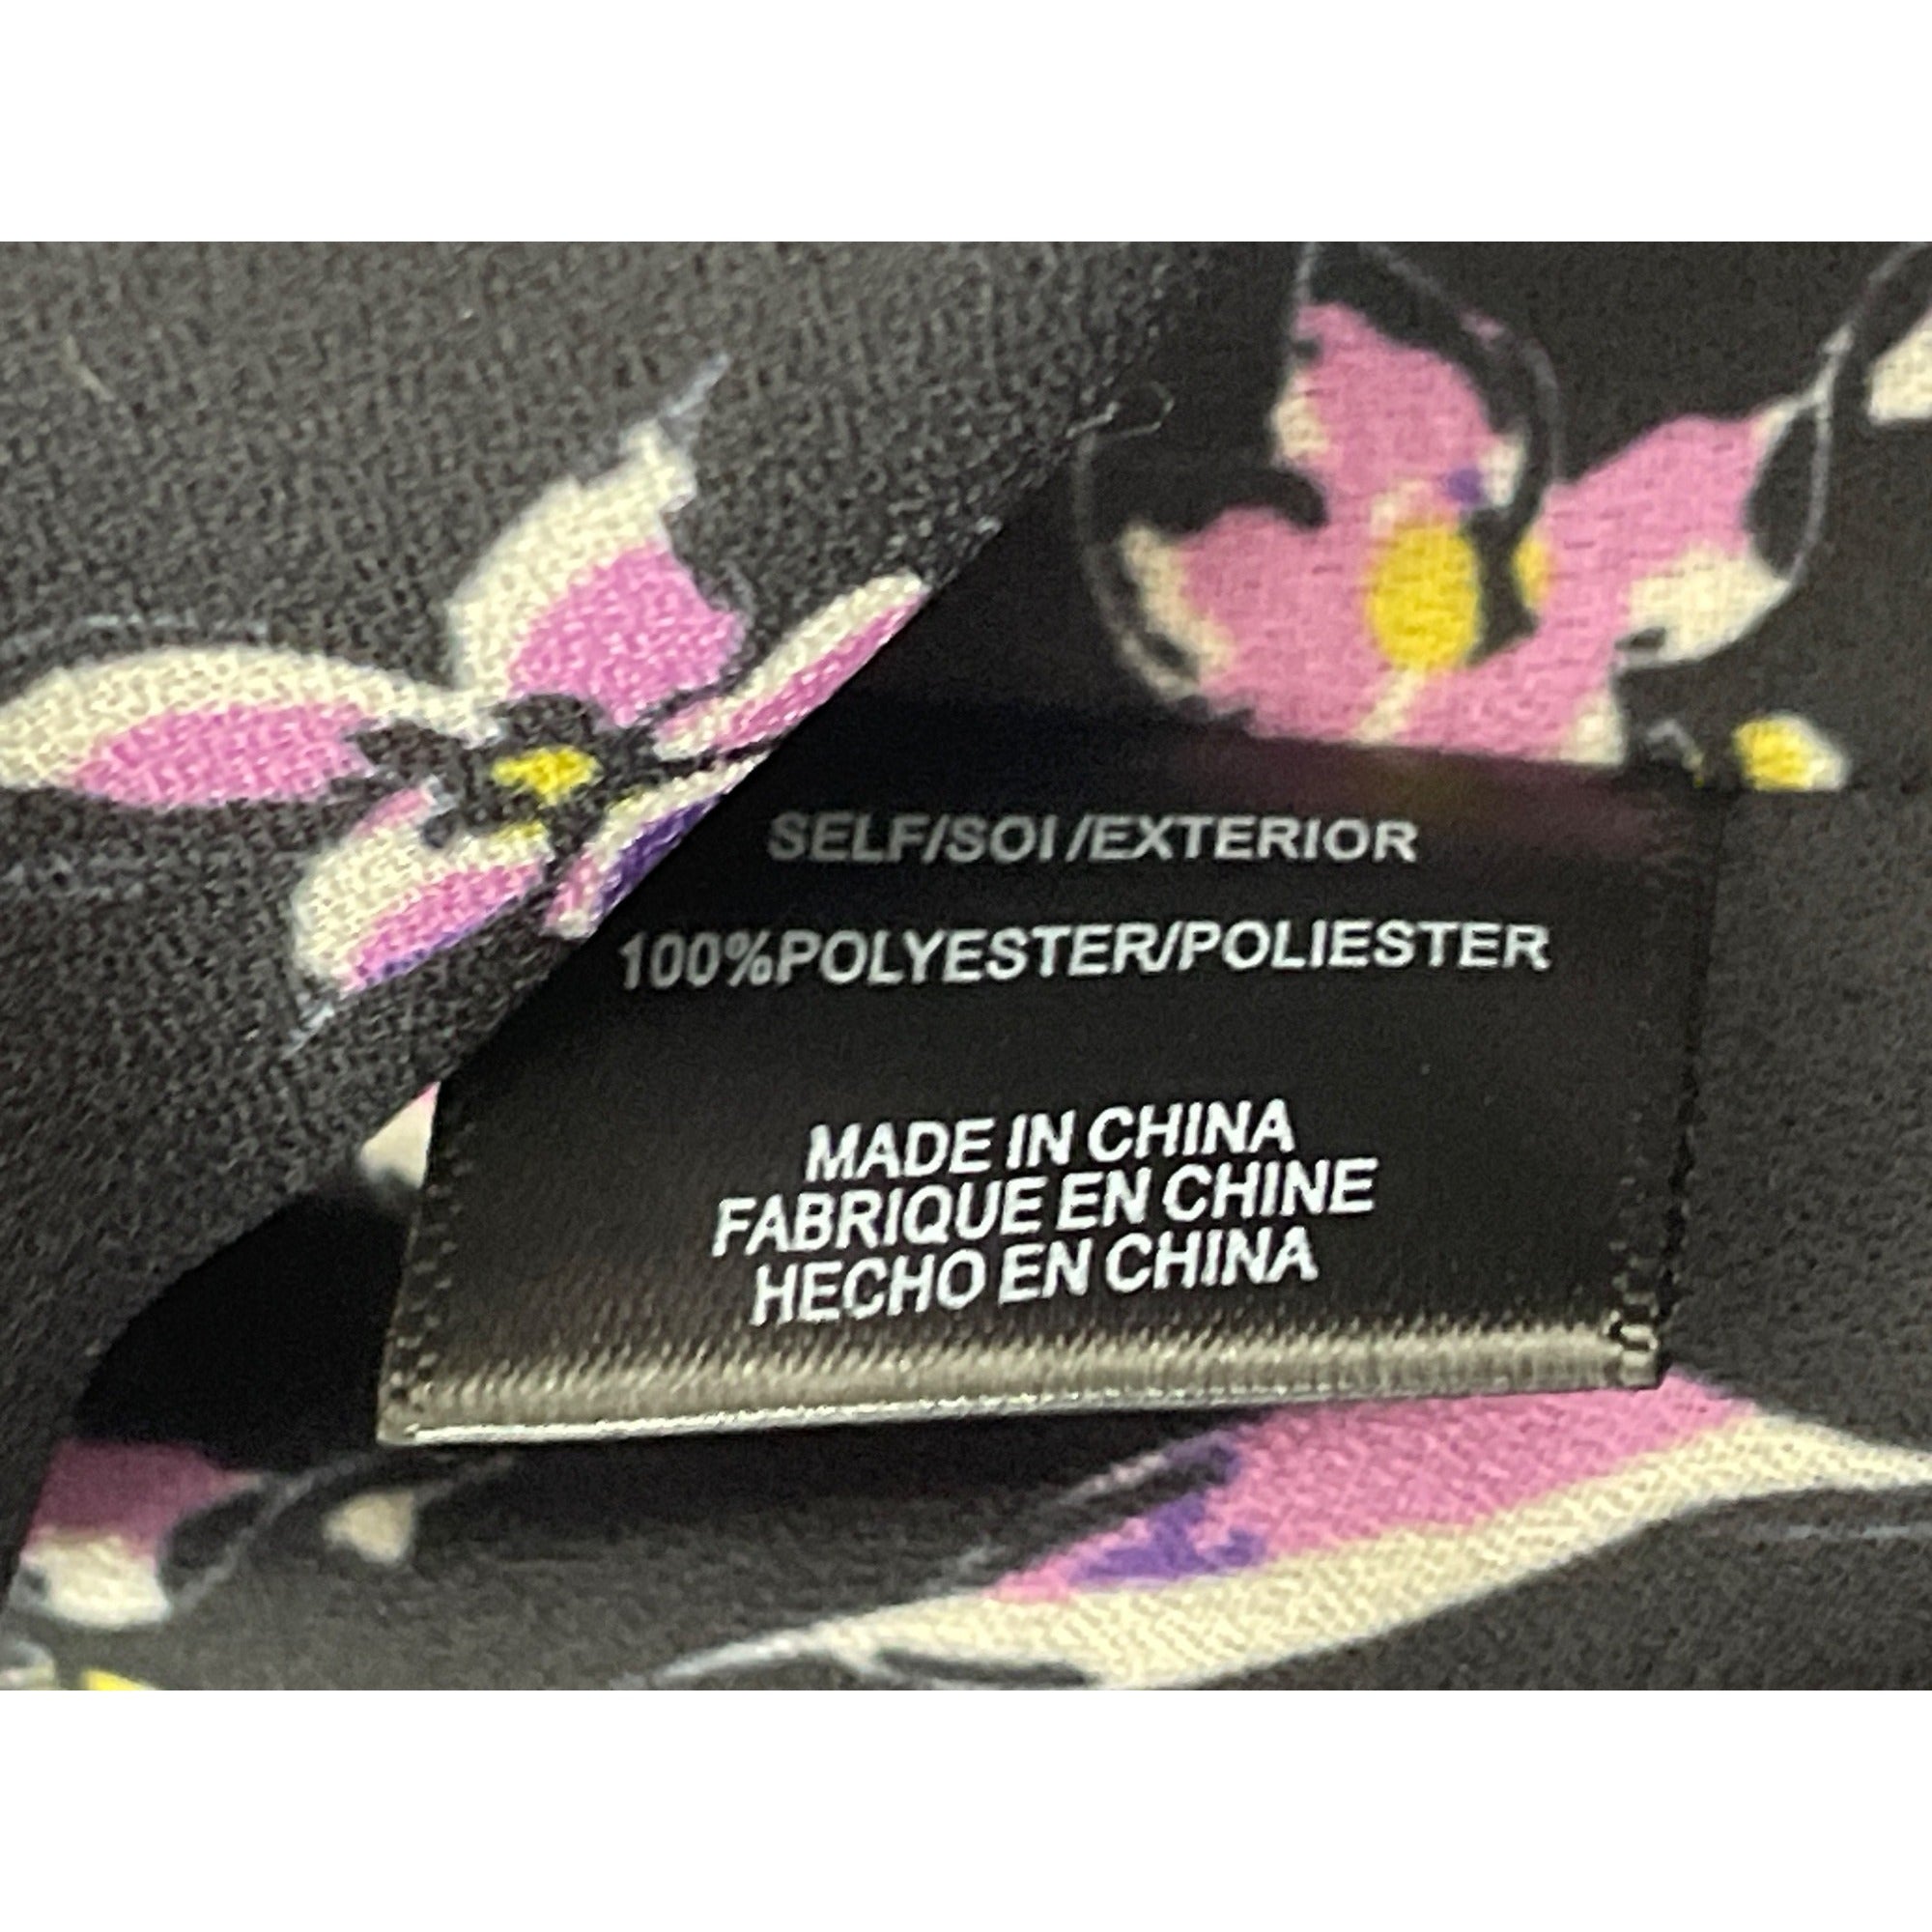 SELF/SOI/EXTERIOR
100%POLYESTER/POLIESTER
MADE IN CHINA
FABRIQUE EN CHINE
HECHO EN CHINA
S